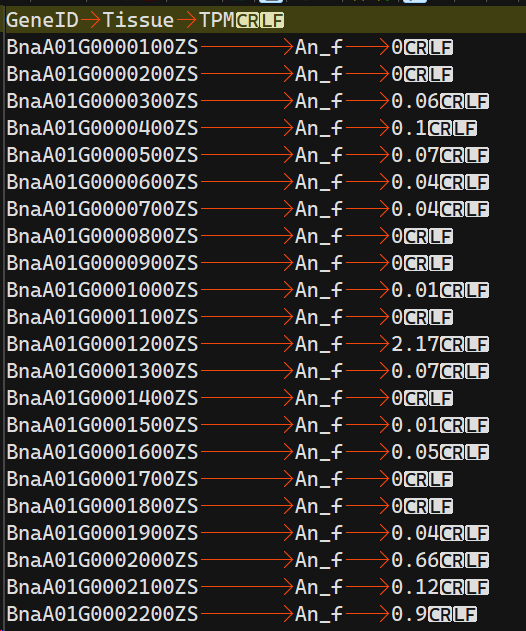 GeneID	Tissue	TPMCRLF
BnaA01G0000100ZS	An_f	0CRLF
BnaA01G0000200ZS	An_f	0CRLF
BnaA01G0000300ZS	An_f	0.06CRLF
BnaA01G0000400ZS	An_f	0.1CRLF
BnaA01G0000500ZS	An_f	0.07CRLF
BnaA01G0000600ZS	An_f	0.04CRLF
BnaA01G0000700ZS	An_f	0.04CRLF
BnaA01G0000800ZS	An_f	0CRLF
BnaA01G0000900ZS	An_f	0CRLF
BnaA01G0001000ZS	An_f	0.01CRLF
BnaA01G0001100ZS	An_f	0CRLF
BnaA01G0001200ZS	An_f	2.17CRLF
BnaA01G0001300ZS	An_f	0.07CRLF
BnaA01G0001400ZS	An_f	0CRLF
BnaA01G0001500ZS	An_f	0.01CRLF
BnaA01G0001600ZS	An_f	0.05CRLF
BnaA01G0001700ZS	An_f	0CRLF
BnaA01G0001800ZS	An_f	0CRLF
BnaA01G0001900ZS	An_f	0.04CRLF
BnaA01G0002000ZS	An_f	0.66CRLF
BnaA01G0002100ZS	An_f	0.12CRLF
BnaA01G0002200ZS	An_f	0.9CRLF